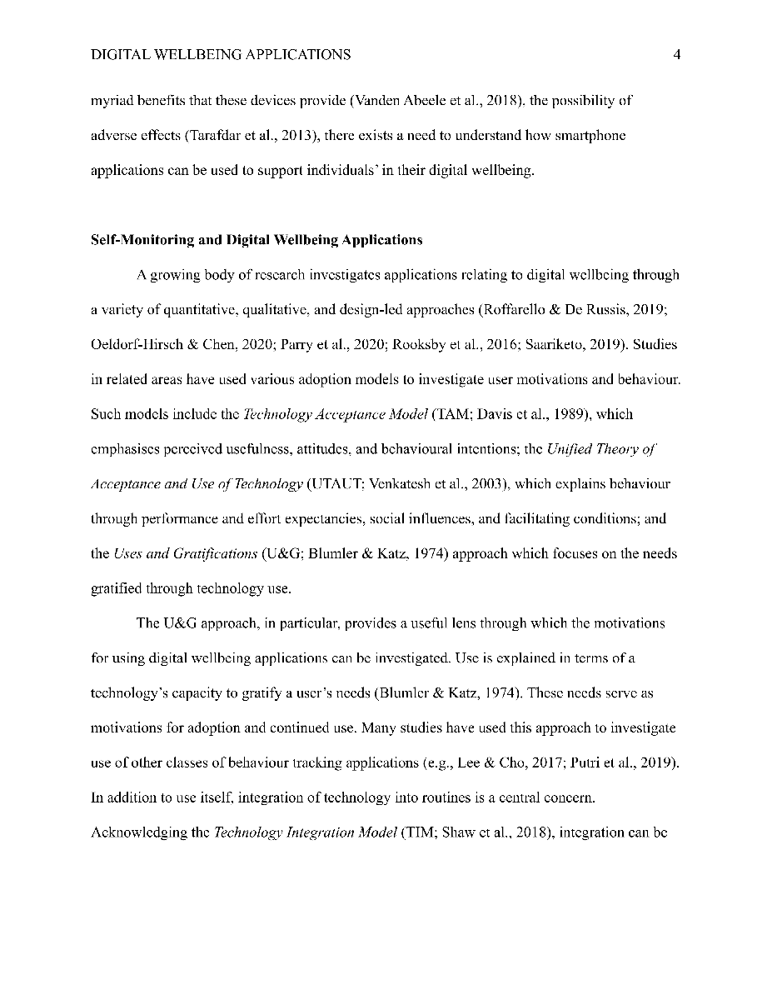 DIGITAL WELLBEING APPLICATIONS 4
myriad benefits that these devices provide (Vanden Abeele et al., 2018), the possibility of
adverse effects (Tarafdar et al., 2013), there exists a need to understand how smartphone
applications can be used to support individuals’ in their digital wellbeing.
Self-Monitoring and Digital Wellbeing Applications
A growing body of research investigates applications relating to digital wellbeing through
a variety of quantitative, qualitative, and design-led approaches (Roffarello & De Russis, 2019;
Oeldorf-Hirsch & Chen, 2020; Parry et al., 2020; Rooksby et al., 2016; Saariketo, 2019). Studies
in related areas have used various adoption models to investigate user motivations and behaviour.
Such models include the Technology Acceptance Model (TAM; Davis et al., 1989), which
emphasises perceived usefulness, attitudes, and behavioural intentions; the Unified Theory of
Acceptance and Use of Technology (UTAUT; Venkatesh et al., 2003), which explains behaviour
through performance and effort expectancies, social influences, and facilitating conditions; and
the Uses and Gratifications (U&G; Blumler & Katz, 1974) approach which focuses on the needs
gratified through technology use.
The U&G approach, in particular, provides a useful lens through which the motivations
for using digital wellbeing applications can be investigated. Use is explained in terms of a
technology’s capacity to gratify a user’s needs (Blumler & Katz, 1974). These needs serve as
motivations for adoption and continued use. Many studies have used this approach to investigate
use of other classes of behaviour tracking applications (e.g., Lee & Cho, 2017; Putri et al., 2019).
In addition to use itself, integration of technology into routines is a central concern.
Acknowledging the Technology Integration Model (TIM; Shaw et al., 2018), integration can be